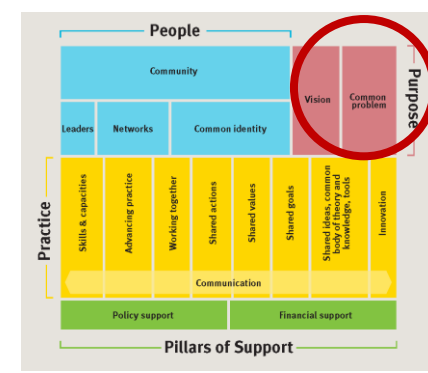 People
Community
Vision
Common
problem
Purpose
Leaders
Networks
Common identity
Practice
Skills & capacities
Advancing practice
Working together
Shared actions
Shared values
Shared goals
Shared ideas, common
body of theory and
knowledge, tools
Innovation
Communication
Policy support
Financial support
Pillars of Support